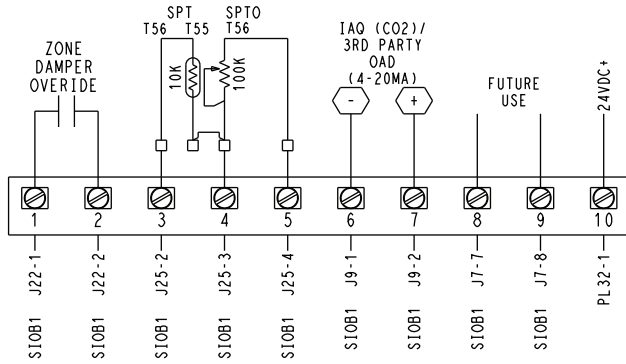 SPT
T56 T55
SPTO
T56
10K
100K
ZONE
DAMPER
OVERIDE
IAQ (CO2)/
3RD PARTY
OAD
(4-20MA)
-
+
FUTURE
USE
24VDC+
1 2 3 4 5 6 7 8 9 10
J22-1
J22-2
J25-2
J25-3
J25-4
J9-1
J9-2
J7-7
J7-8
PL32-1
SIOB1
SIOB1
SIOB1
SIOB1
SIOB1
SIOB1
SIOB1
SIOB1
SIOB1